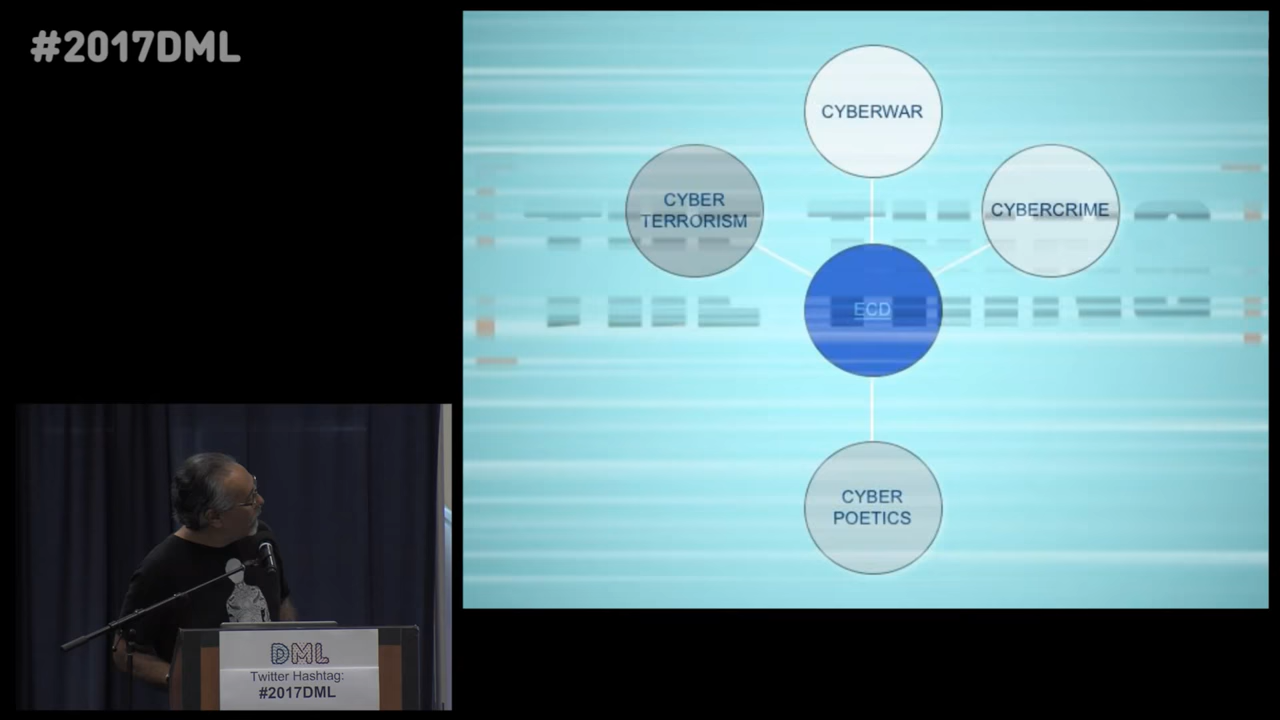 #2017DML
CYBERWAR
CYBER
TERRORISM
CYBERCRIME
ECD
CYBER
POETICS
DML
Twitter Hashtag:
#2017DML